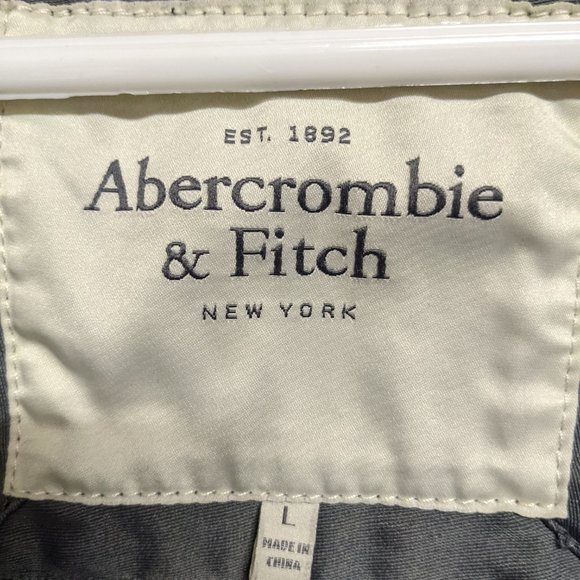 EST. 1892
Abercrombie
& Fitch
NEW YORK
L
MADE IN
CHINA